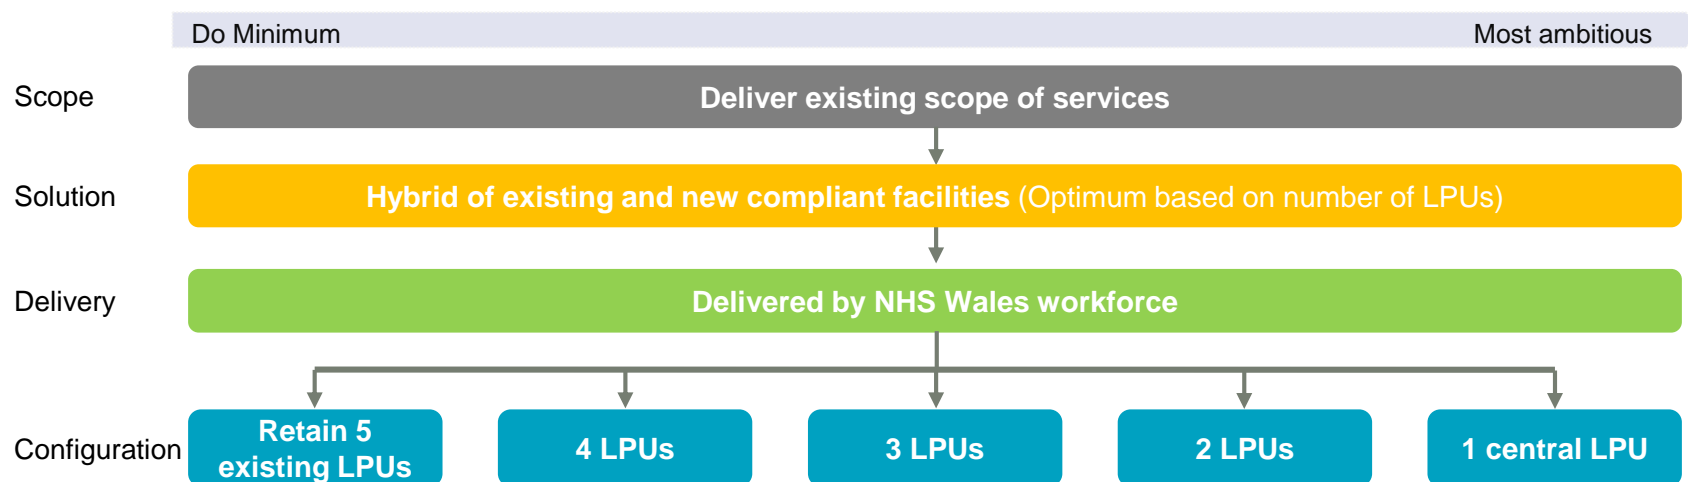 Do Minimum Most ambitious
Scope
Deliver existing scope of services
Solution
Hybrid of existing and new compliant facilities (Optimum based on number of LPUs)
Delivery
Delivered by NHS Wales workforce
Configuration
Retain 5
existing LPUs
4 LPUs
3 LPUs
2 LPUs
1 central LPU